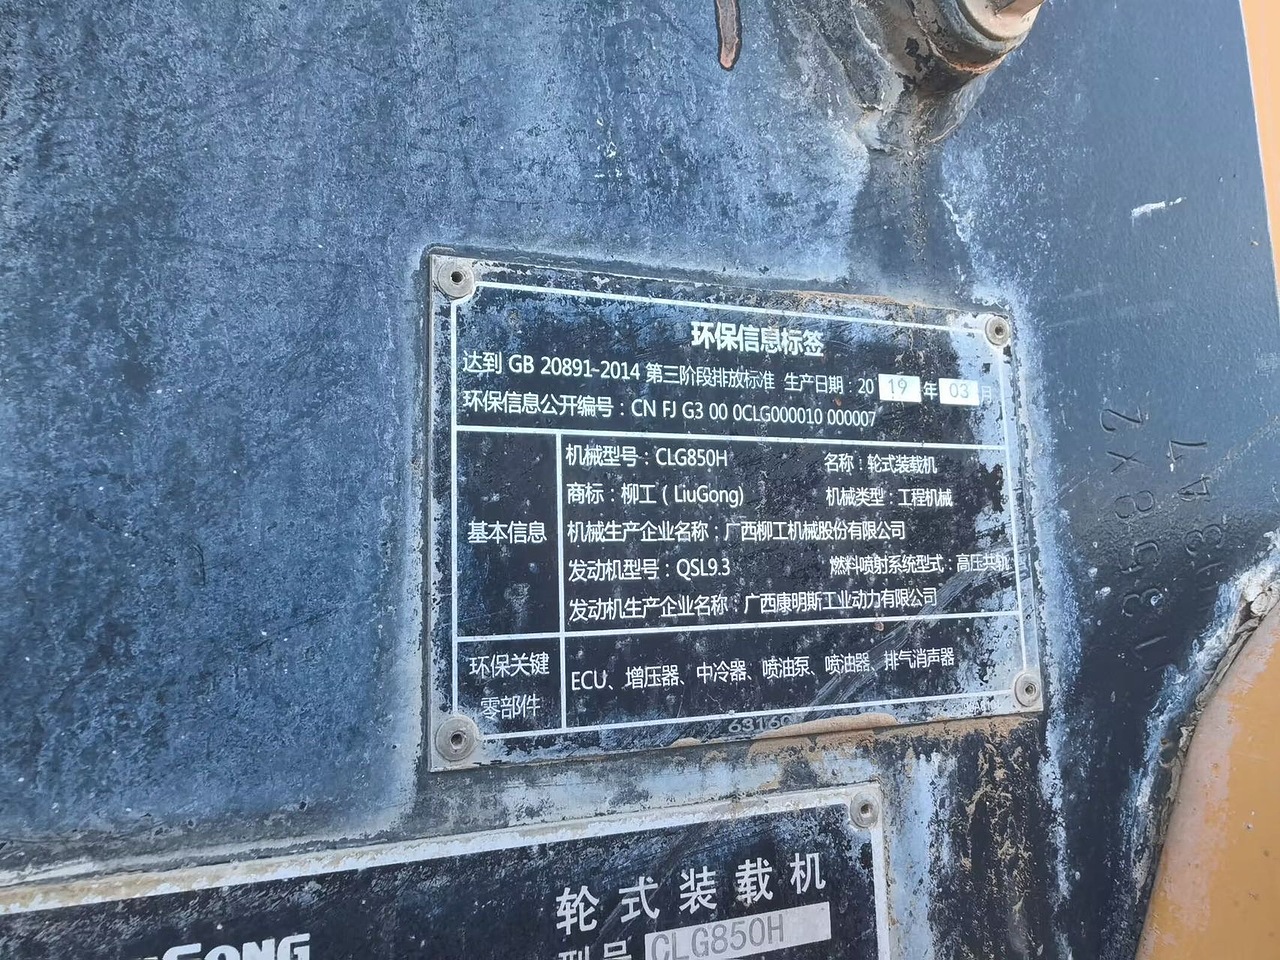 环保信息标签
达到 GB 20891-2014 第三阶段排放标准 生产日期：20 19 年 03 月
环保信息公开编号：CN FJ G3 00 0CLG000010 000007
基本信息
机械型号：CLG850H 名称：轮式装载机
商标：柳工（LiuGong） 机械类型：工程机械
机械生产企业名称：广西柳工机械股份有限公司
发动机型号：QSL9.3 燃料喷射系统型式：高压共轨
发动机生产企业名称：广西康明斯工业动力有限公司
环保关键
零部件
ECU、增压器、中冷器、喷油泵、喷油器、排气消声器
轮式装载机
型号 CLG850H
GONG